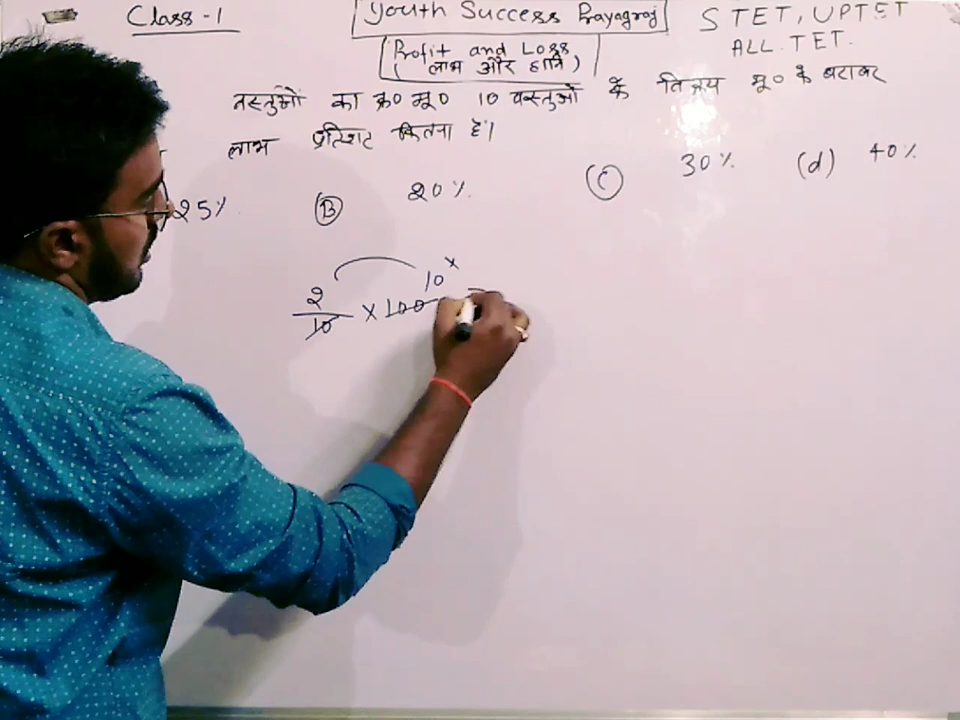 Class-1
Youth Success Prayagraj
STET, UPTET
ALL.TET.
Profit and Loss
(लाभ और हानि)
वस्तुओं का क्र० मू० 10 वस्तुओं के विक्रय मू० के बराबर
लाभ प्रतिशत कितना है।
25%
B 20%
C 30%
(d) 40%
2 10
10 × 100